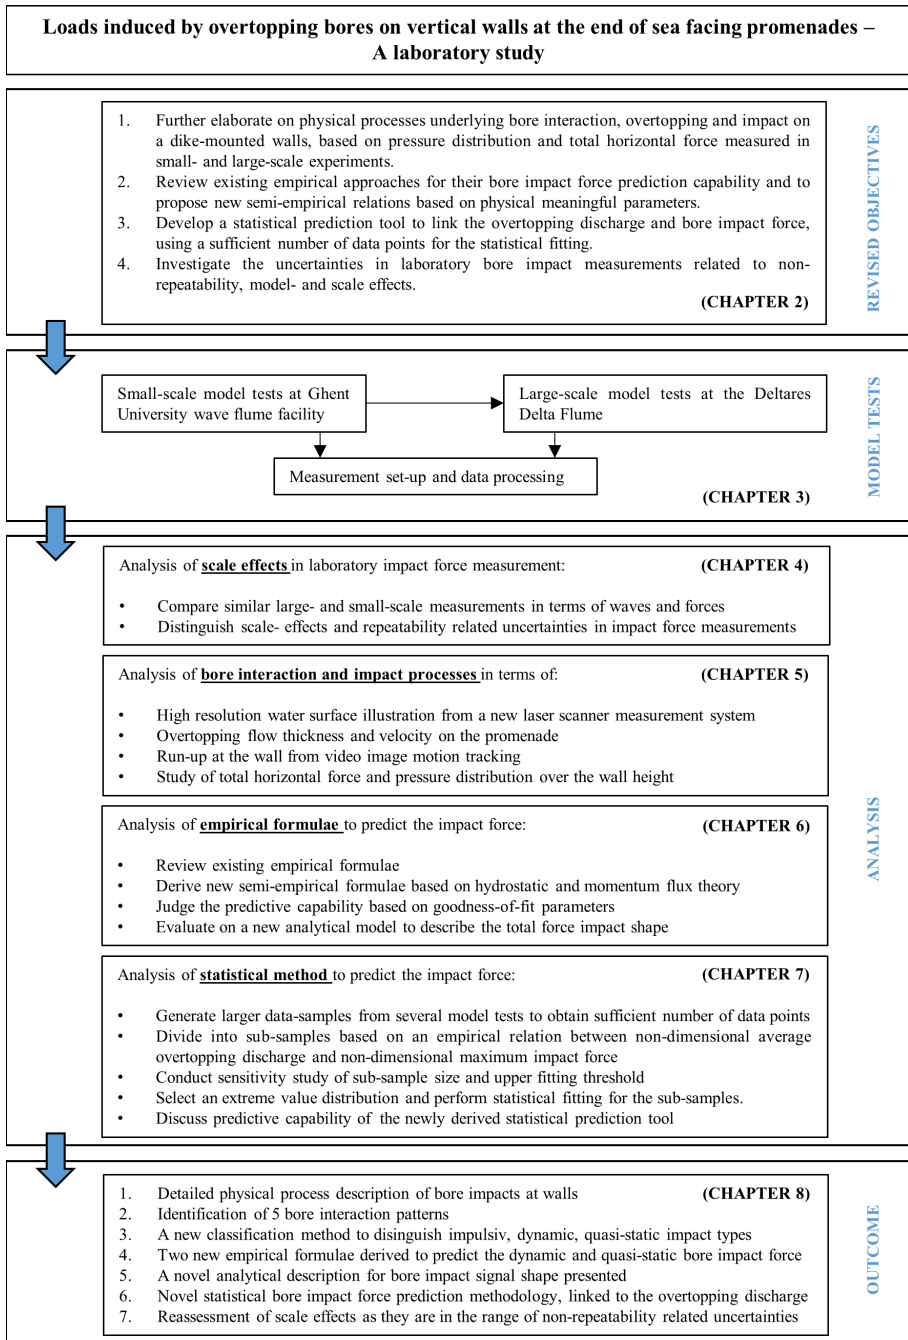 Loads induced by overtopping bores on vertical walls at the end of sea facing promenades –
A laboratory study
1. Further elaborate on physical processes underlying bore interaction, overtopping and impact on
a dike-mounted walls, based on pressure distribution and total horizontal force measured in
small- and large-scale experiments.
2. Review existing empirical approaches for their bore impact force prediction capability and to
propose new semi-empirical relations based on physical meaningful parameters.
3. Develop a statistical prediction tool to link the overtopping discharge and bore impact force,
using a sufficient number of data points for the statistical fitting.
4. Investigate the uncertainties in laboratory bore impact measurements related to non-
repeatability, model- and scale effects.
(CHAPTER 2)
REVISED OBJECTIVES
Small-scale model tests at Ghent
University wave flume facility
Large-scale model tests at the Deltares
Delta Flume
Measurement set-up and data processing
(CHAPTER 3)
MODEL TESTS
Analysis of scale effects in laboratory impact force measurement: (CHAPTER 4)
• Compare similar large- and small-scale measurements in terms of waves and forces
• Distinguish scale- effects and repeatability related uncertainties in impact force measurements
Analysis of bore interaction and impact processes in terms of: (CHAPTER 5)
• High resolution water surface illustration from a new laser scanner measurement system
• Overtopping flow thickness and velocity on the promenade
• Run-up at the wall from video image motion tracking
• Study of total horizontal force and pressure distribution over the wall height
Analysis of empirical formulae to predict the impact force: (CHAPTER 6)
• Review existing empirical formulae
• Derive new semi-empirical formulae based on hydrostatic and momentum flux theory
• Judge the predictive capability based on goodness-of-fit parameters
• Evaluate on a new analytical model to describe the total force impact shape
Analysis of statistical method to predict the impact force: (CHAPTER 7)
• Generate larger data-samples from several model tests to obtain sufficient number of data points
• Divide into sub-samples based on an empirical relation between non-dimensional average
overtopping discharge and non-dimensional maximum impact force
• Conduct sensitivity study of sub-sample size and upper fitting threshold
• Select an extreme value distribution and perform statistical fitting for the sub-samples.
• Discuss predictive capability of the newly derived statistical prediction tool
ANALYSIS
1. Detailed physical process description of bore impacts at walls (CHAPTER 8)
2. Identification of 5 bore interaction patterns
3. A new classification method to disinguish impulsiv, dynamic, quasi-static impact types
4. Two new empirical formulae derived to predict the dynamic and quasi-static bore impact force
5. A novel analytical description for bore impact signal shape presented
6. Novel statistical bore impact force prediction methodology, linked to the overtopping discharge
7. Reassessment of scale effects as they are in the range of non-repeatability related uncertainties
OUTCOME